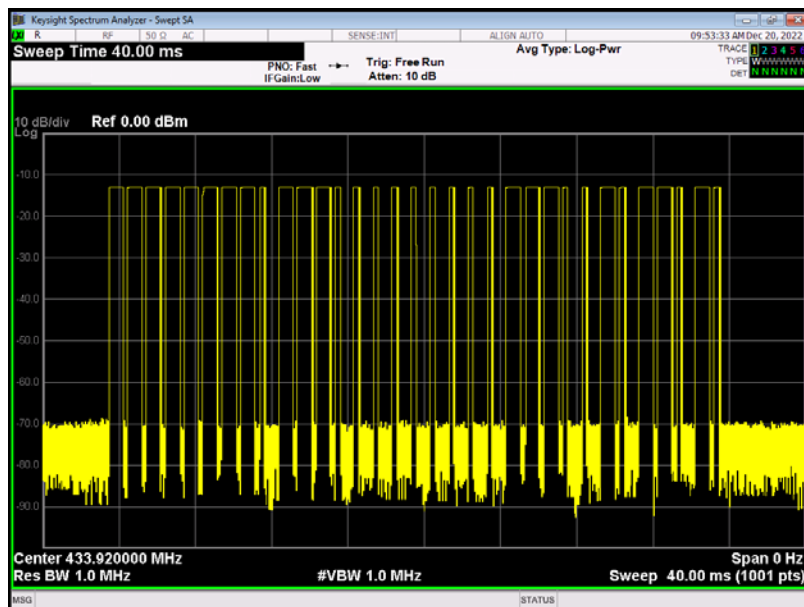 Keysight Spectrum Analyzer - Swept SA
R RF 50 Ω AC SENSE:INT ALIGN AUTO 09:53:33 AM Dec 20, 2022
Sweep Time 40.00 ms
Avg Type: Log-Pwr
TRACE 1 2 3 4 5 6
PNO: Fast Trig: Free Run
TYPE W
IFGain:Low Atten: 10 dB
DET N N N N N N
10 dB/div Ref 0.00 dBm
Log
-10.0
-20.0
-30.0
-40.0
-50.0
-60.0
-70.0
-80.0
-90.0
Center 433.920000 MHz Span 0 Hz
Res BW 1.0 MHz #VBW 1.0 MHz Sweep 40.00 ms (1001 pts)
MSG STATUS